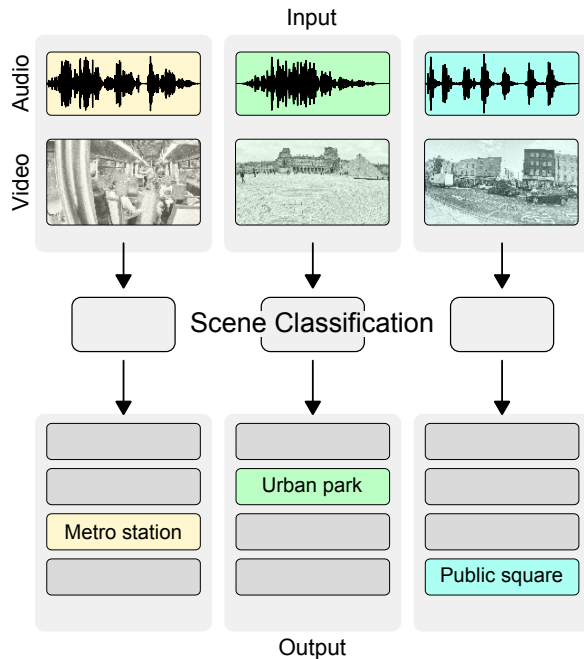 Input
Audio
Video
Scene Classification
Urban park
Metro station
Public square
Output